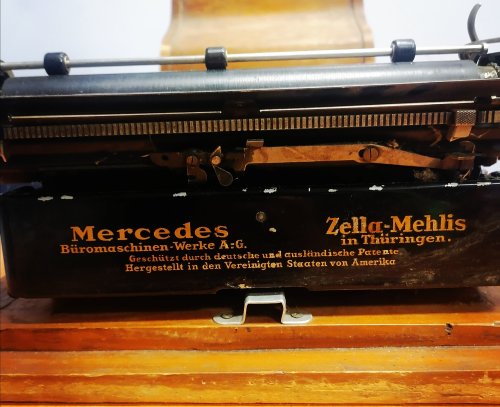 Mercedes
Büromaschinen-Werke A:G.
Zella-Mehlis
in Thüringen.
Geschützt durch deutsche und ausländische Patente
Hergestellt in den Vereinigten Staaten von Amerika